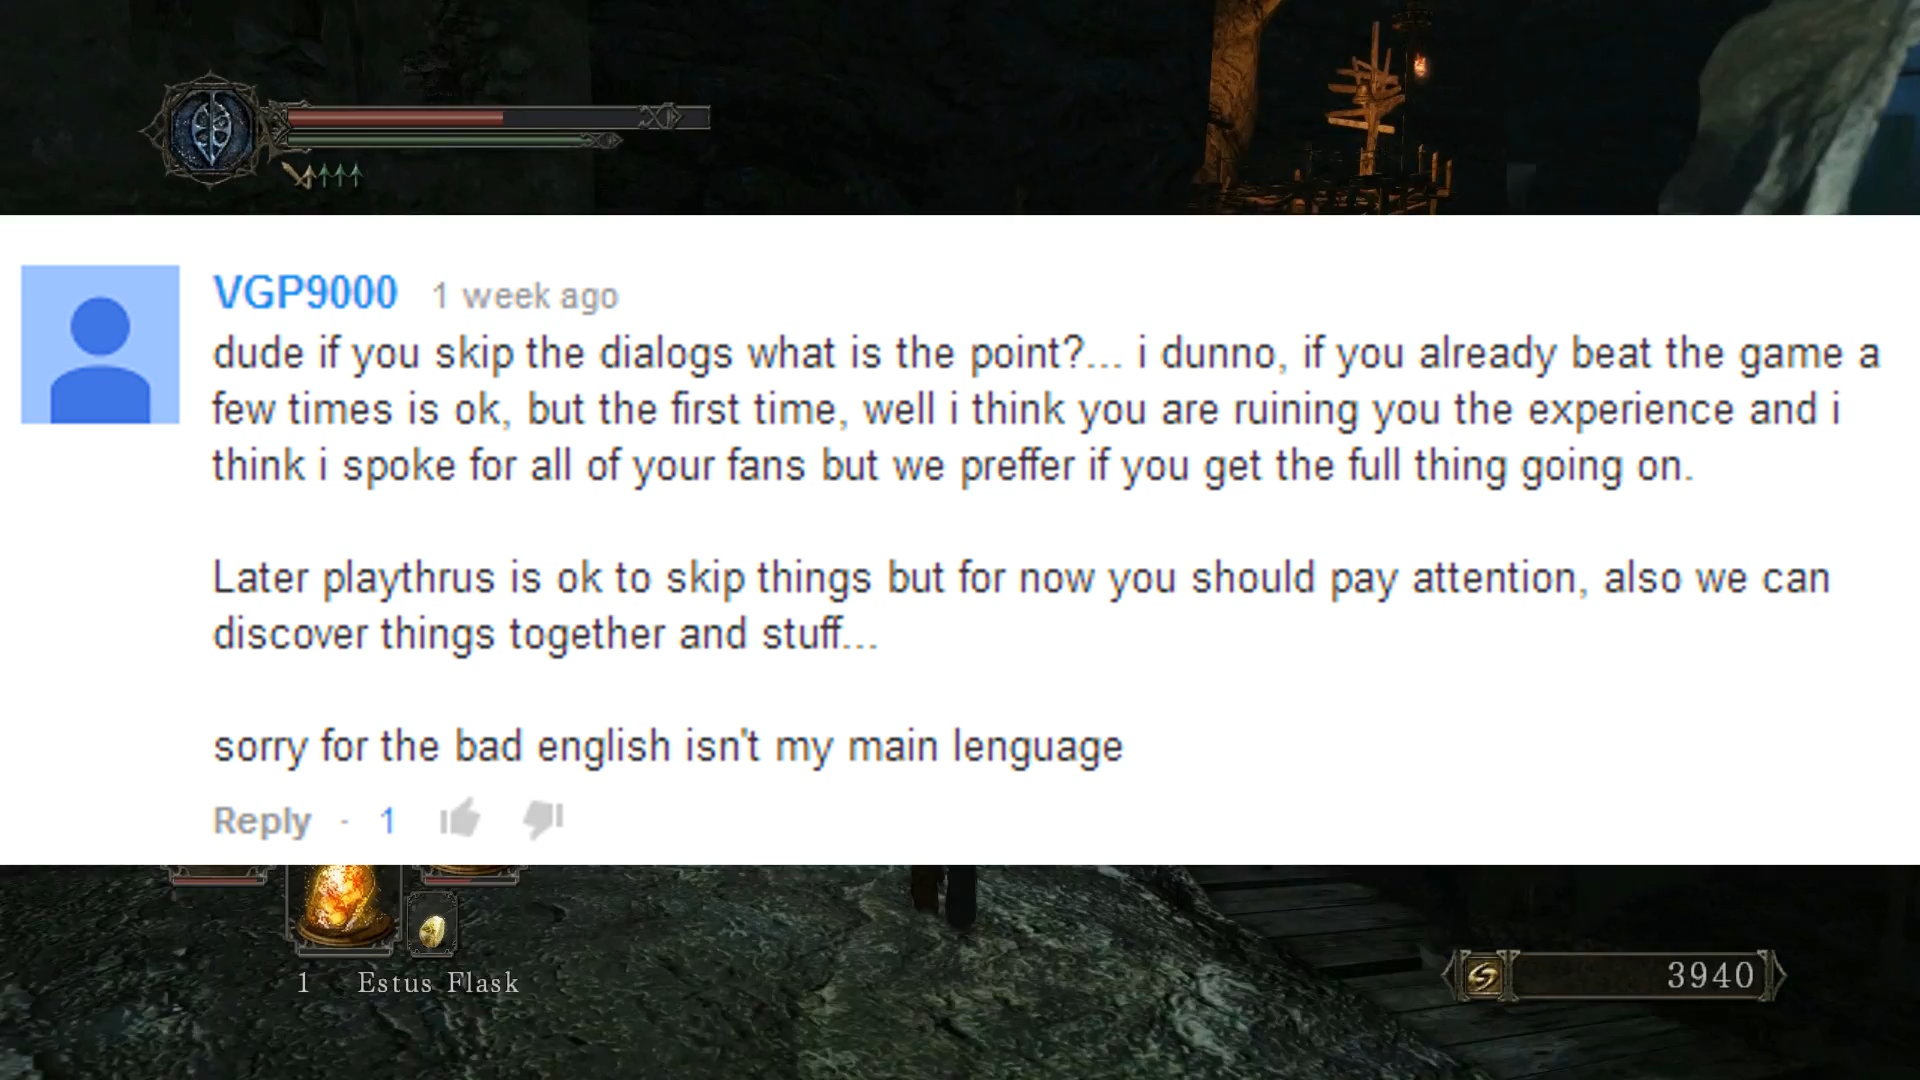 VGP9000 1 week ago
dude if you skip the dialogs what is the point?... i dunno, if you already beat the game a
few times is ok, but the first time, well i think you are ruining you the experience and i
think i spoke for all of your fans but we preffer if you get the full thing going on.
Later playthrus is ok to skip things but for now you should pay attention, also we can
discover things together and stuff...
sorry for the bad english isn't my main lenguage
Reply · 1
1 Estus Flask
3940